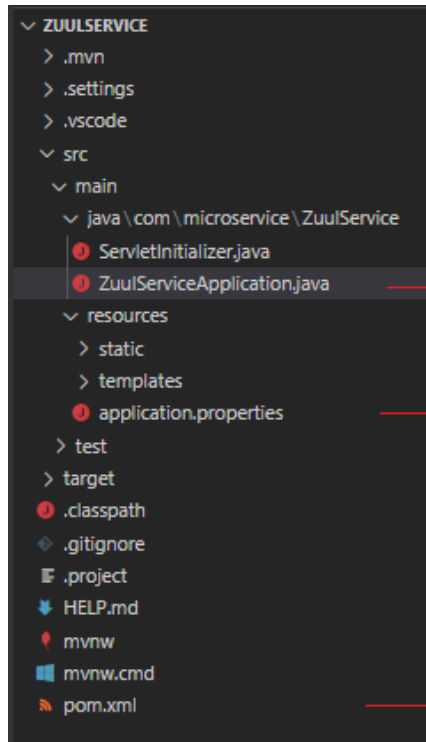 ZUULSERVICE
.mvn
.settings
.vscode
src
main
java\com\microservice\ZuulService
ServletInitializer.java
ZuulServiceApplication.java
resources
static
templates
application.properties
test
target
.classpath
.gitignore
.project
HELP.md
mvnw
mvnw.cmd
pom.xml